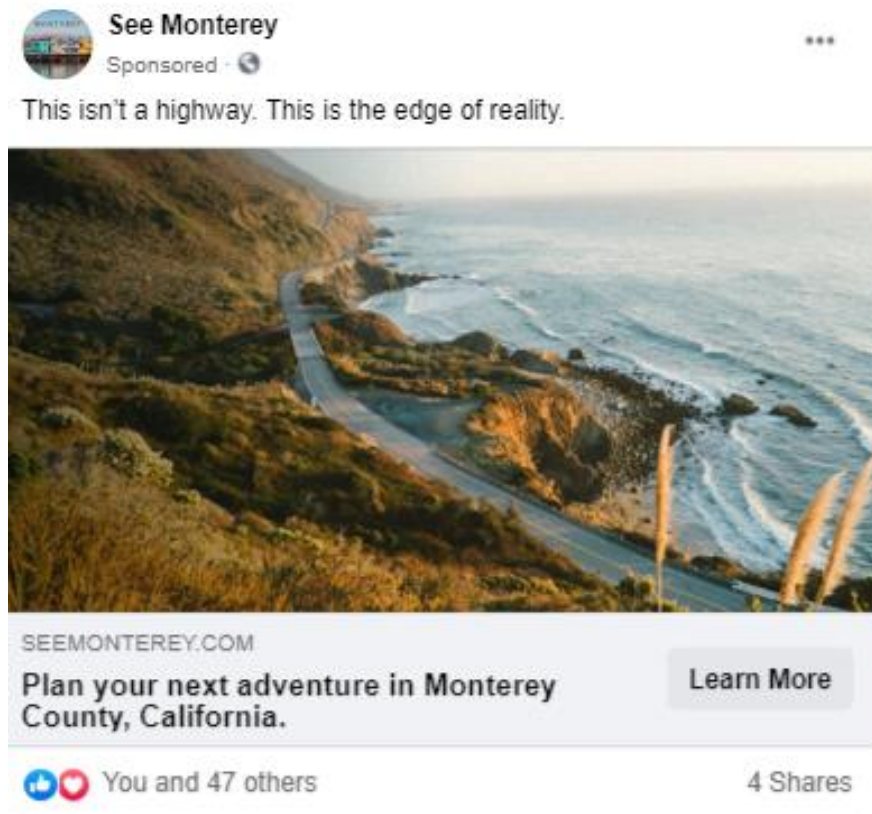 See Monterey
Sponsored ·
This isn't a highway. This is the edge of reality.
SEEMONTEREY.COM
Plan your next adventure in Monterey
County, California.
Learn More
You and 47 others
4 Shares